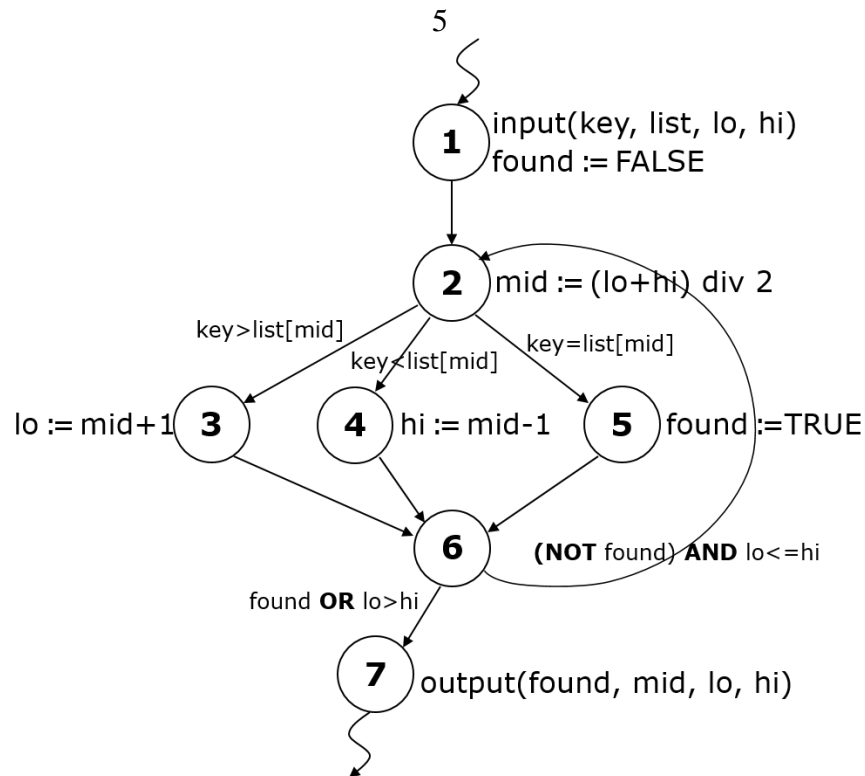 5
1
input(key, list, lo, hi)
found := FALSE
2
mid := (lo+hi) div 2
key>list[mid]
key<list[mid]
key=list[mid]
lo := mid+1
3
4
hi := mid-1
5
found :=TRUE
6
(NOT found) AND lo<=hi
found OR lo>hi
7
output(found, mid, lo, hi)